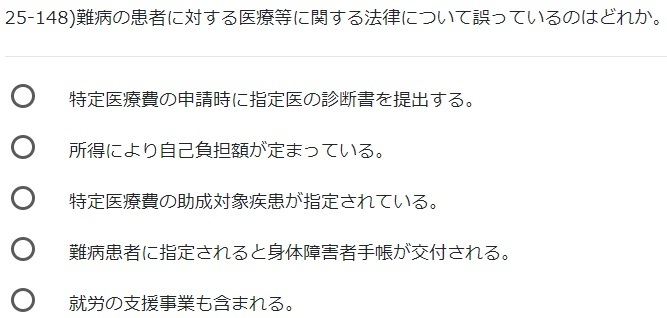 25-148)難病の患者に対する医療等に関する法律について誤っているのはどれか。
特定医療費の申請時に指定医の診断書を提出する。
所得により自己負担額が定まっている。
特定医療費の助成対象疾患が指定されている。
難病患者に指定されると身体障害者手帳が交付される。
就労の支援事業も含まれる。